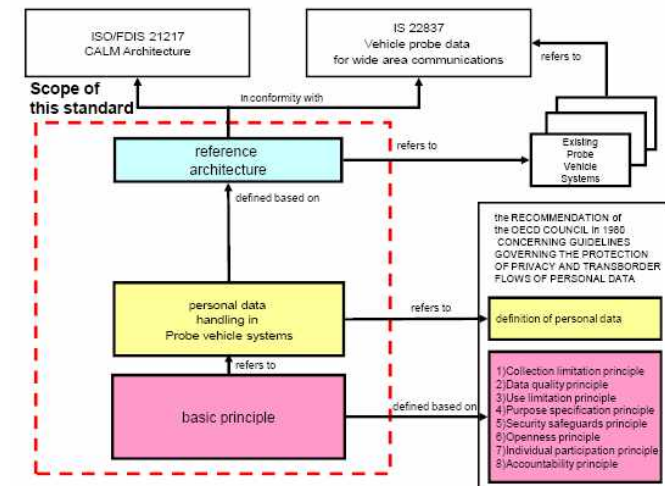 ISO/FDIS 21217
CALM Architecture
IS 22837
Vehicle probe data
for wide area communications
refers to
Scope of
this standard
In conformity with
reference
architecture
refers to
Existing
Probe
Vehicle
Systems
defined based on
the RECOMMENDATION of
the OECD COUNCIL in 1980
CONCERNING GUIDELINES
GOVERNING THE PROTECTION
OF PRIVACY AND TRANSBORDER
FLOWS OF PERSONAL DATA
personal data
handling in
Probe vehicle systems
refers to
definition of personal data
refers to
basic principle
defined based on
1)Collection limitation principle
2)Data quality principle
3)Use limitation principle
4)Purpose specification principle
5)Security safeguards principle
6)Openness principle
7)Individual participation principle
8)Accountability principle